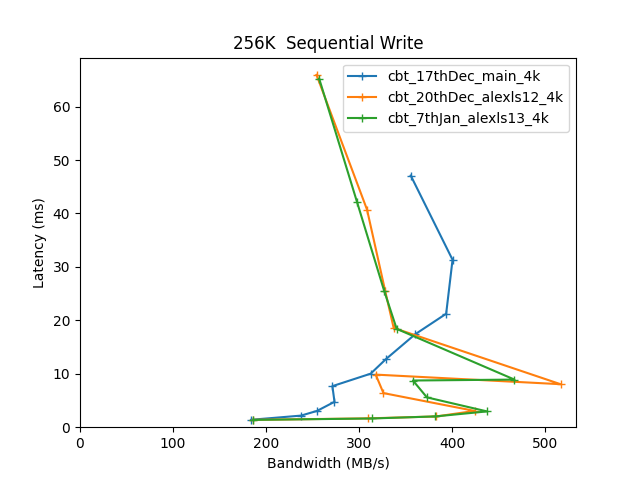 256K  Sequential Write
cbt_17thDec_main_4k
cbt_20thDec_alexls12_4k
cbt_7thJan_alexls13_4k
Latency (ms)
60
50
40
30
20
10
0
0 100 200 300 400 500
Bandwidth (MB/s)